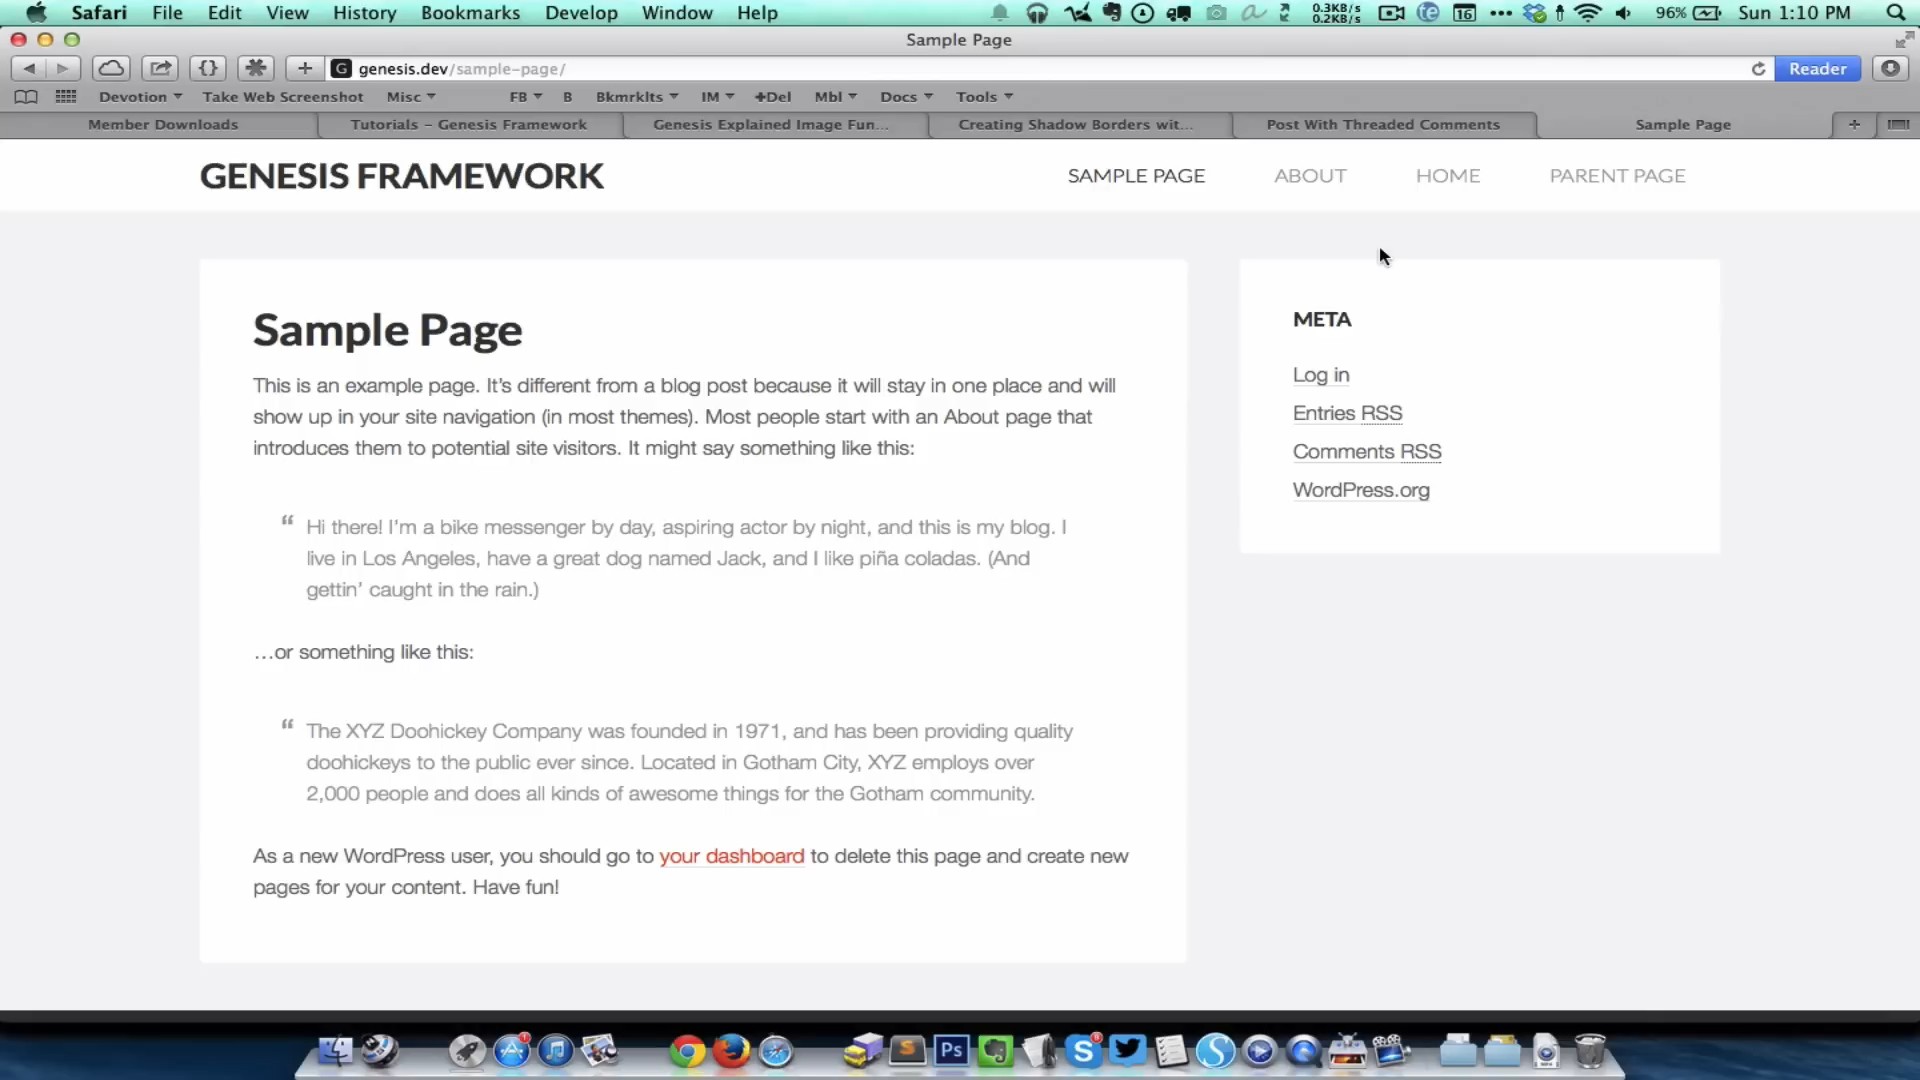 Safari File Edit View History Bookmarks Develop Window Help 0.3KB/s 0.2KB/s 16 96% Sun 1:10 PM
Sample Page
genesis.dev/sample-page/ Reader
Devotion Take Web Screenshot Misc FB B Bkmrklts IM +Del Mbl Docs Tools
Member Downloads Tutorials – Genesis Framework Genesis Explained Image Fun... Creating Shadow Borders wit... Post With Threaded Comments Sample Page
GENESIS FRAMEWORK SAMPLE PAGE ABOUT HOME PARENT PAGE
Sample Page
This is an example page. It’s different from a blog post because it will stay in one place and will
show up in your site navigation (in most themes). Most people start with an About page that
introduces them to potential site visitors. It might say something like this:
“ Hi there! I’m a bike messenger by day, aspiring actor by night, and this is my blog. I
live in Los Angeles, have a great dog named Jack, and I like piña coladas. (And
gettin’ caught in the rain.)
…or something like this:
“ The XYZ Doohickey Company was founded in 1971, and has been providing quality
doohickeys to the public ever since. Located in Gotham City, XYZ employs over
2,000 people and does all kinds of awesome things for the Gotham community.
As a new WordPress user, you should go to your dashboard to delete this page and create new
pages for your content. Have fun!
META
Log in
Entries RSS
Comments RSS
WordPress.org
Ps